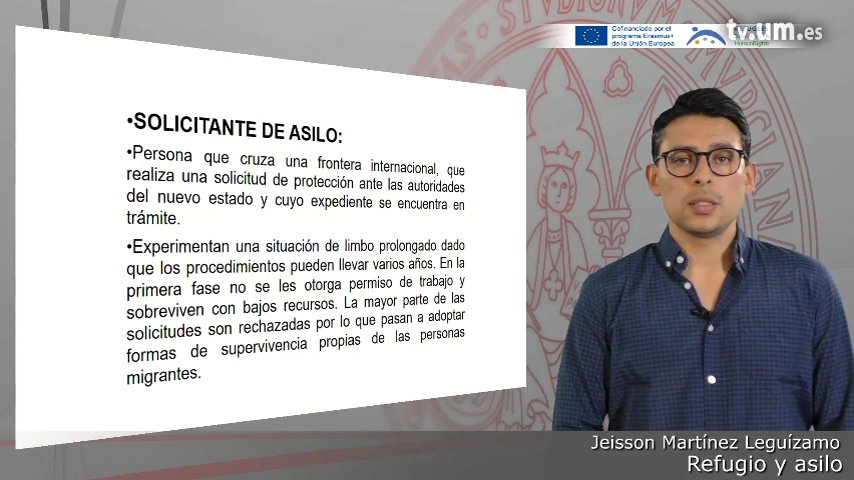 Cofinanciado por el
programa Erasmus+
de la Unión Europea
tv.um.es
HumanRights
•SOLICITANTE DE ASILO:
•Persona que cruza una frontera internacional, que
realiza una solicitud de protección ante las autoridades
del nuevo estado y cuyo expediente se encuentra en
trámite.
•Experimentan una situación de limbo prolongado dado
que los procedimientos pueden llevar varios años. En la
primera fase no se les otorga permiso de trabajo y
sobreviven con bajos recursos. La mayor parte de las
solicitudes son rechazadas por lo que pasan a adoptar
formas de supervivencia propias de las personas
migrantes.
Jeisson Martínez Leguízamo
Refugio y asilo